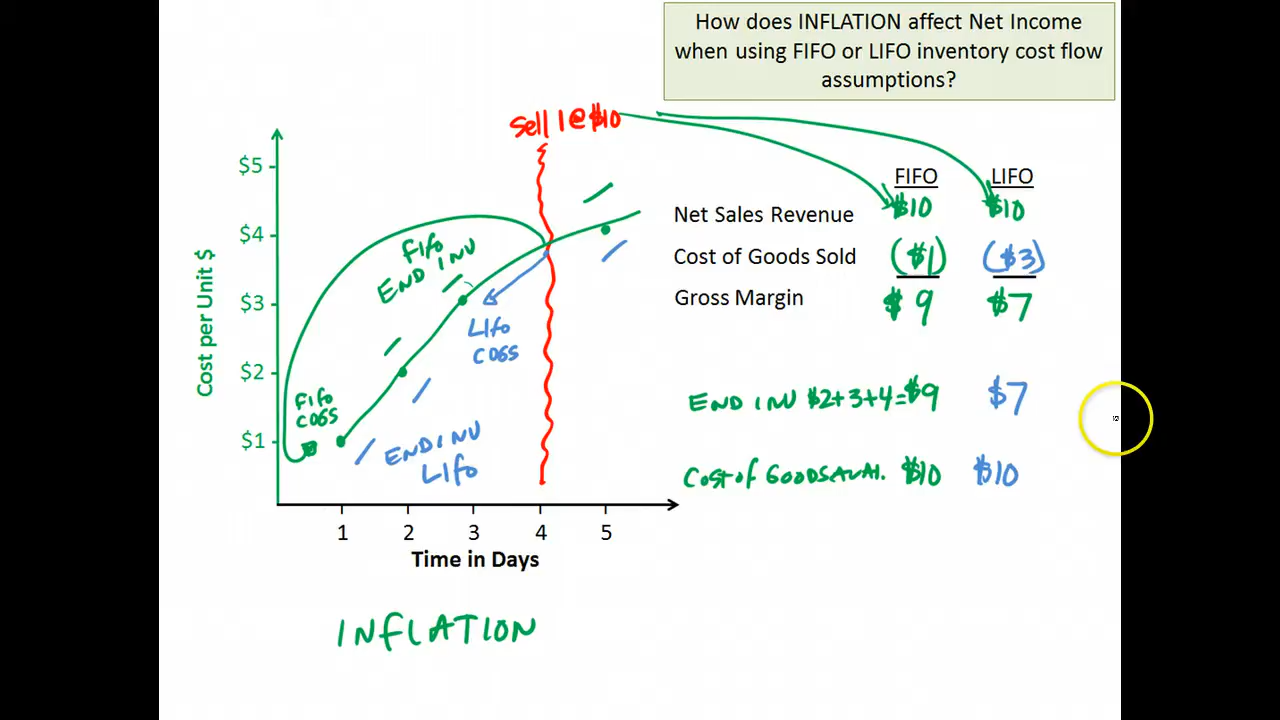 How does INFLATION affect Net Income
when using FIFO or LIFO inventory cost flow
assumptions?
Sell 1 @ $10
FIFO LIFO
Net Sales Revenue $10 $10
Cost of Goods Sold ($1) ($3)
Gross Margin $9 $7
END INV $2+3+4=$9 $7
Cost of GOODS AVAI. $10 $10
Cost per Unit $
$5
$4
$3
$2
$1
FIFO
END INV
LIFO
COGS
FIFO
COGS
END INV
LIFO
1 2 3 4 5
Time in Days
INFLATION